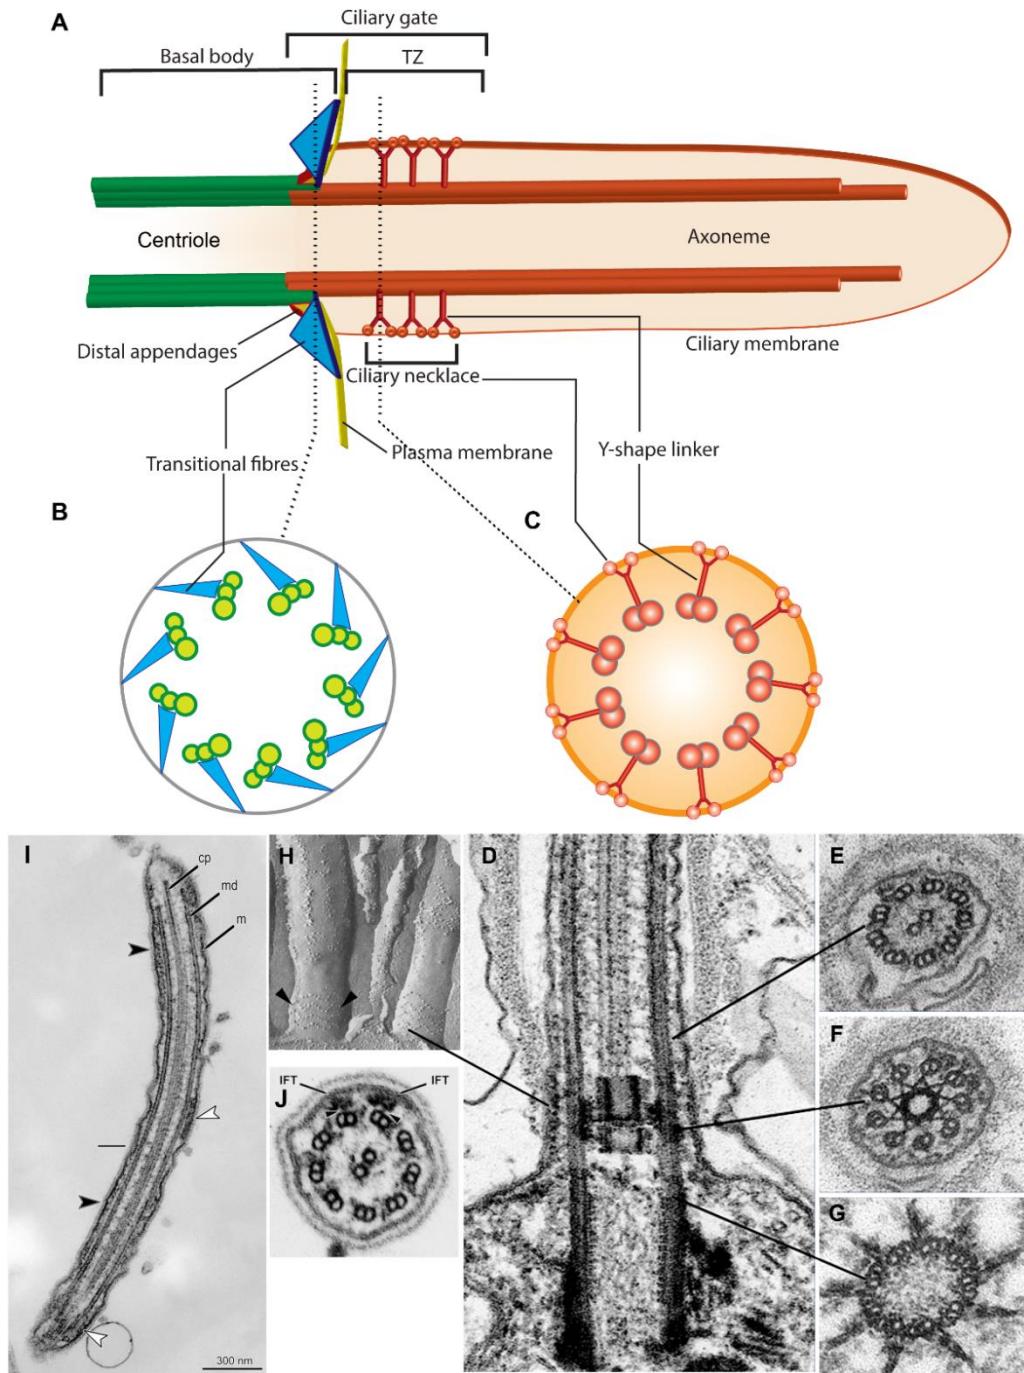 A
Ciliary gate
Basal body
TZ
Centriole
Axoneme
Distal appendages
Ciliary membrane
Ciliary necklace
Transitional fibres
Plasma membrane
Y-shape linker
B
C
I
cp
md
m
300 nm
H
J
IFT
IFT
D
E
F
G